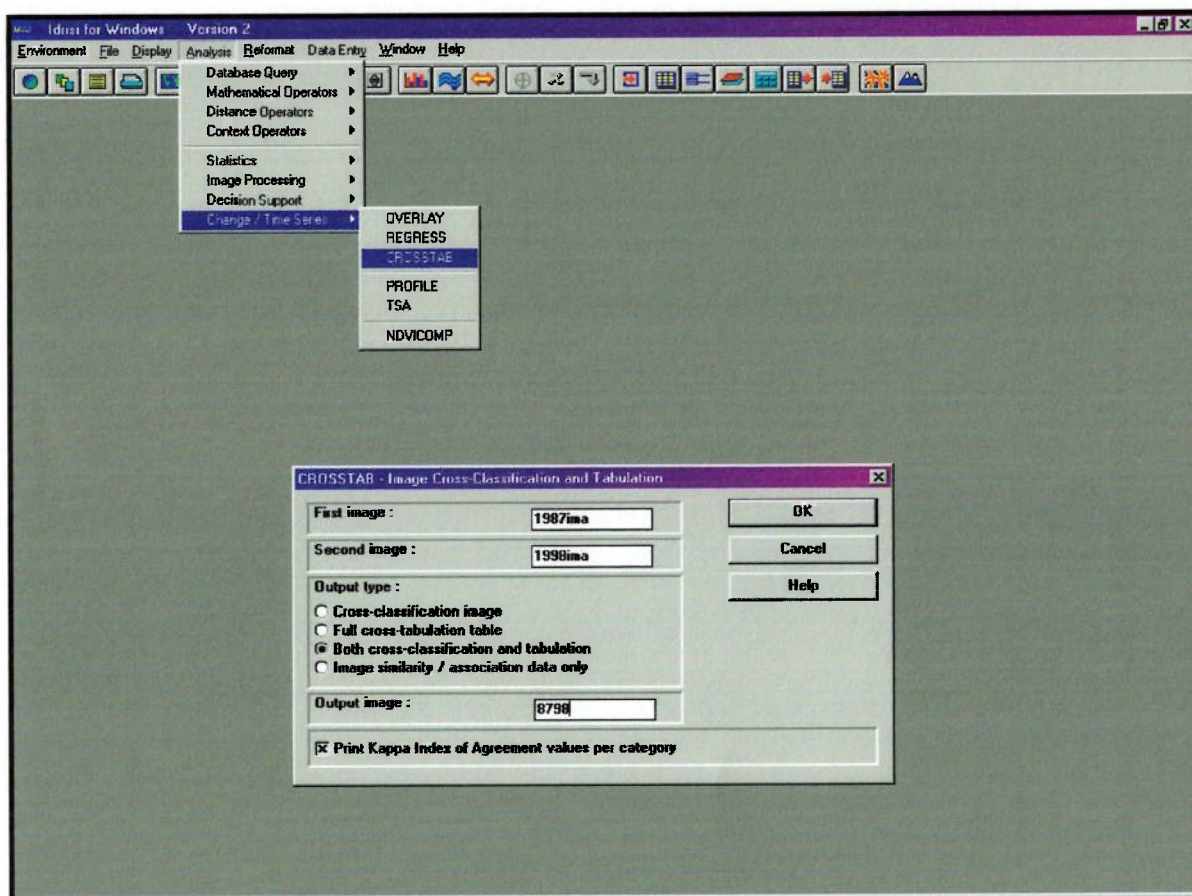 Idrisi for Windows Version 2
Environment File Display Analysis Reformat Data Entry Window Help
Database Query
Mathematical Operators
Distance Operators
Context Operators
Statistics
Image Processing
Decision Support
Change / Time Series
OVERLAY
REGRESS
CROSSTAB
PROFILE
TSA
NDVICOMP
CROSSTAB - Image Cross-Classification and Tabulation
First image : 1987ima
OK
Second image : 1998ima
Cancel
Output type :
Help
Cross-classification image
Full cross-tabulation table
Both cross-classification and tabulation
Image similarity / association data only
Output image : 8798
Print Kappa Index of Agreement values per category